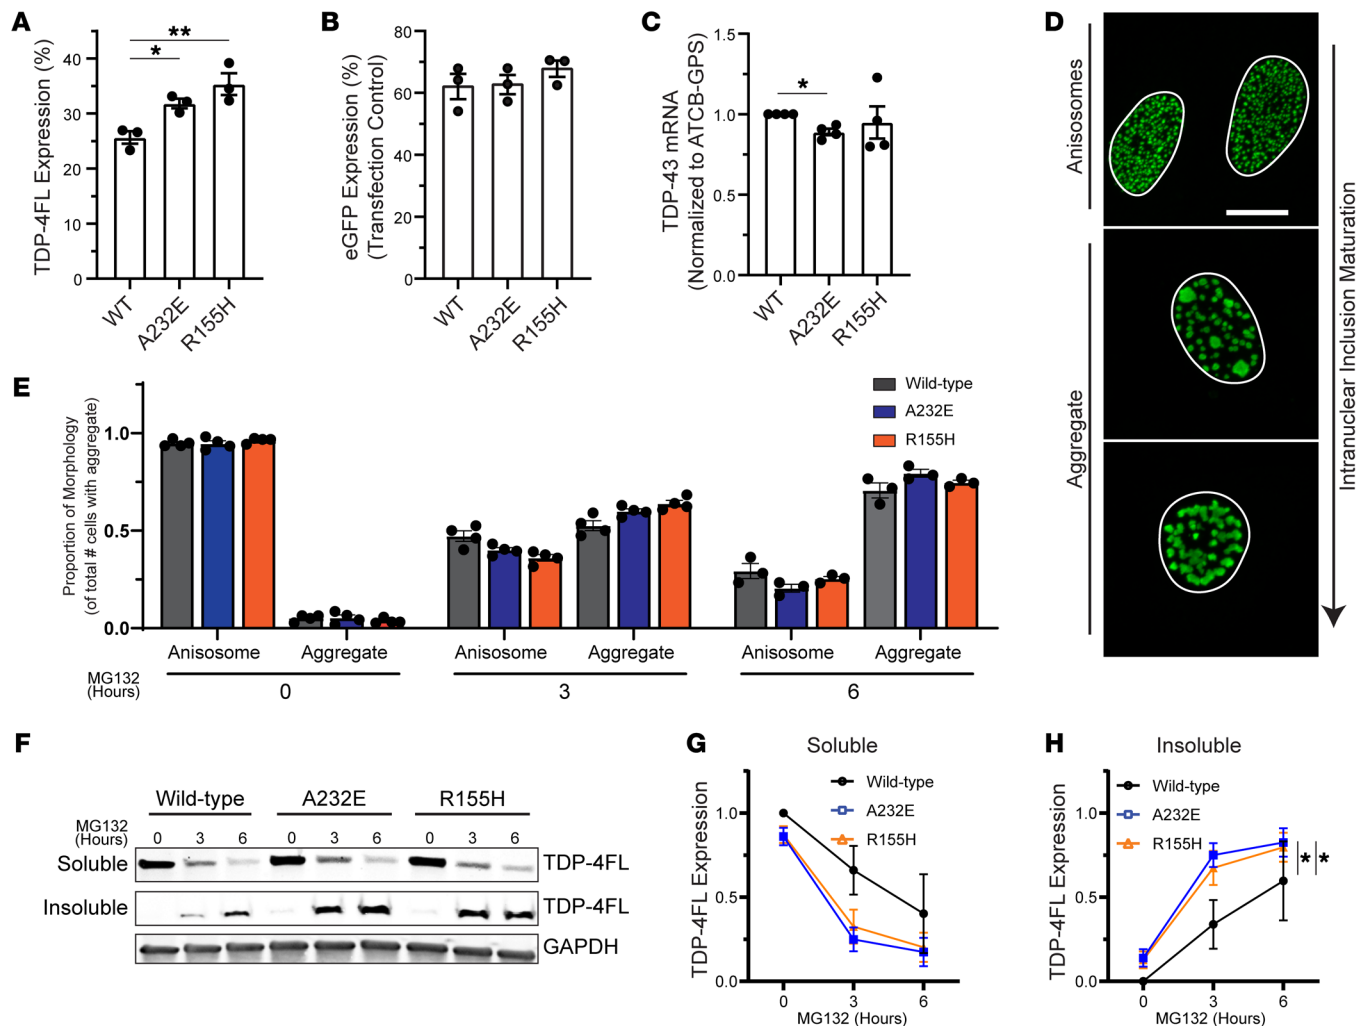 A
TDP-4FL Expression (%)
40
30
20
10
0
**
*
WT
A232E
R155H
B
eGFP Expression (%)
(Transfection Control)
80
60
40
20
0
WT
A232E
R155H
C
TDP-43 mRNA
(Normalized to ATCB-GPS)
1.5
1.0
0.5
0.0
*
WT
A232E
R155H
D
Anisosomes
Aggregate
Intranuclear Inclusion Maturation
E
Proportion of Morphology
(of total # cells with aggregate)
1.0
0.5
0.0
Wild-type
A232E
R155H
Anisosome
Aggregate
Anisosome
Aggregate
Anisosome
Aggregate
MG132
(Hours)
0
3
6
F
Wild-type
A232E
R155H
MG132
(Hours)
0 3 6 0 3 6 0 3 6
Soluble
TDP-4FL
Insoluble
TDP-4FL
GAPDH
G
Soluble
TDP-4FL Expression
1.0
0.5
0.0
Wild-type
A232E
R155H
0 3 6
MG132 (Hours)
H
Insoluble
TDP-4FL Expression
1.0
0.5
0.0
Wild-type
A232E
R155H
* *
0 3 6
MG132 (Hours)